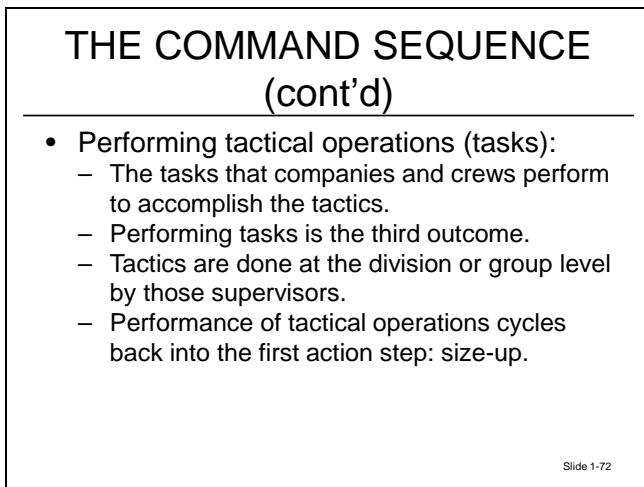 THE COMMAND SEQUENCE
(cont’d)
• Performing tactical operations (tasks):
– The tasks that companies and crews perform
to accomplish the tactics.
– Performing tasks is the third outcome.
– Tactics are done at the division or group level
by those supervisors.
– Performance of tactical operations cycles
back into the first action step: size-up.
Slide 1-72